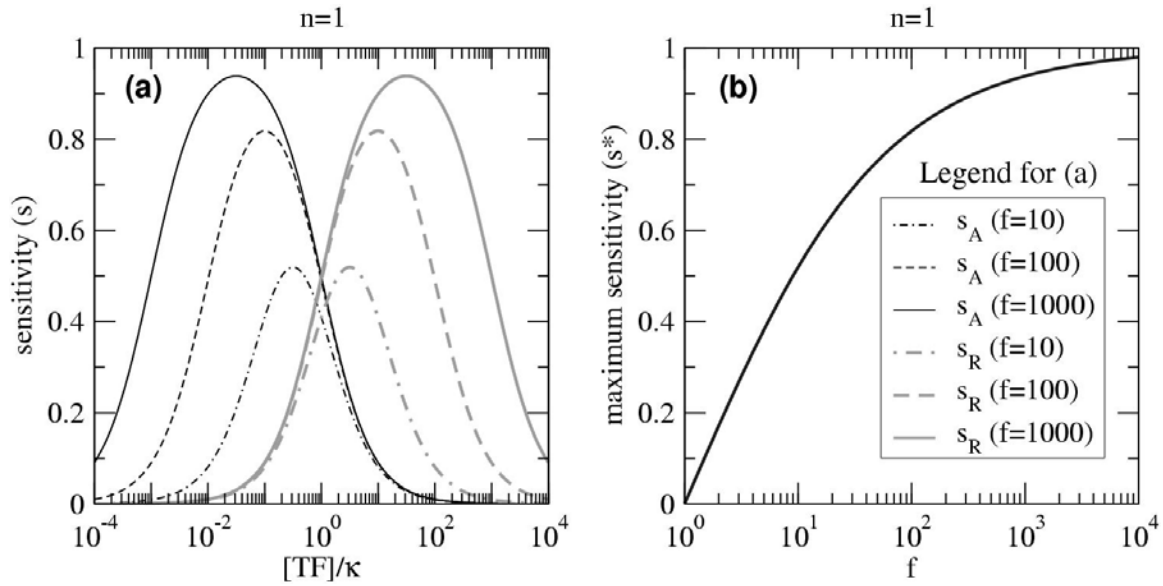 n=1
(a)
sensitivity (s)
1
0.8
0.6
0.4
0.2
0
10^-4
10^-2
10^0
10^2
10^4
[TF]/κ
n=1
(b)
maximum sensitivity (s*)
1
0.8
0.6
0.4
0.2
0
Legend for (a)
s_A (f=10)
s_A (f=100)
s_A (f=1000)
s_R (f=10)
s_R (f=100)
s_R (f=1000)
10^0
10^1
10^2
10^3
10^4
f